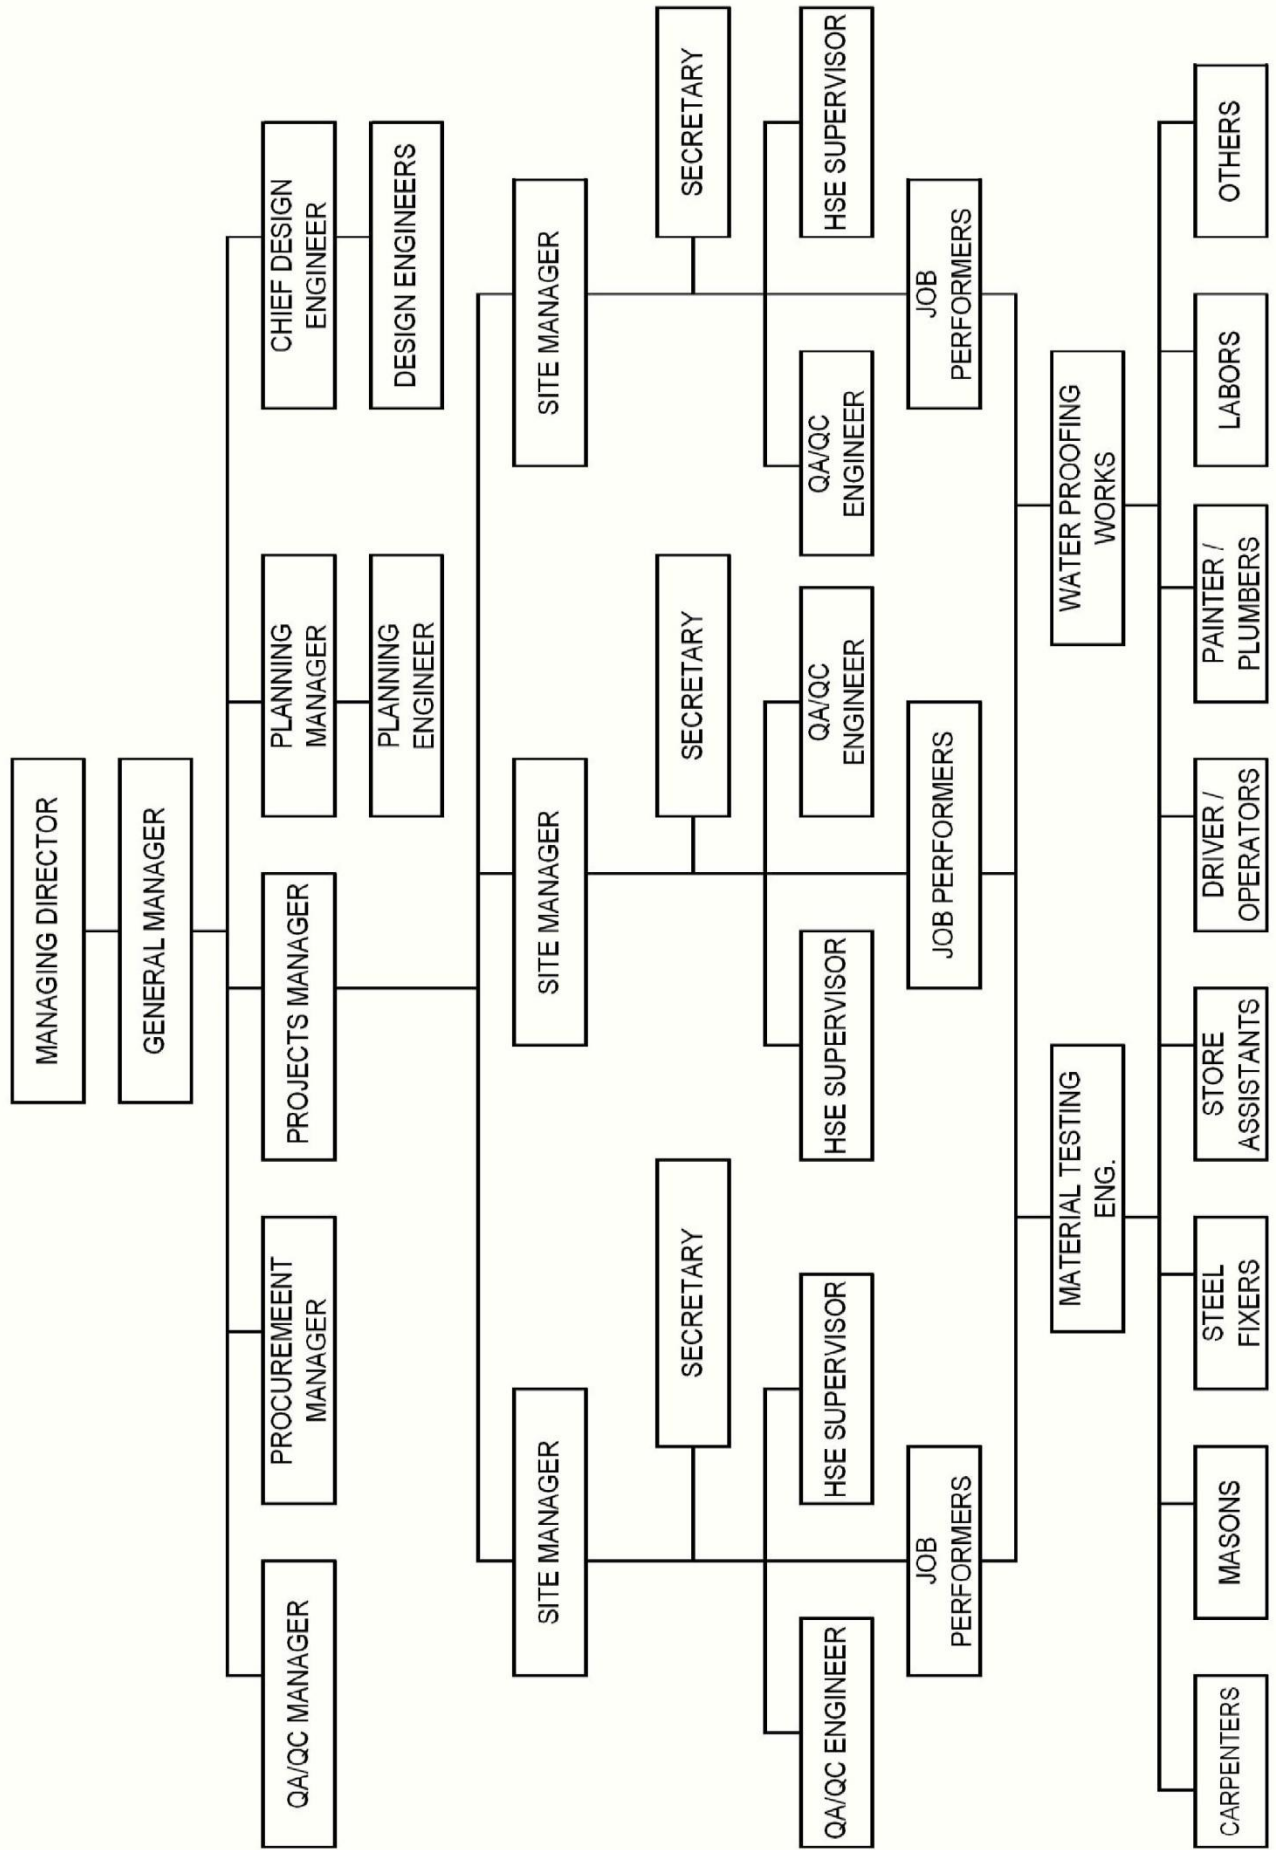 MANAGING DIRECTOR
GENERAL MANAGER
QA/QC MANAGER
PROCUREMEENT
MANAGER
PROJECTS MANAGER
PLANNING
MANAGER
CHIEF DESIGN
ENGINEER
PLANNING
ENGINEER
DESIGN ENGINEERS
SITE MANAGER
SITE MANAGER
SITE MANAGER
SECRETARY
SECRETARY
SECRETARY
QA/QC ENGINEER
HSE SUPERVISOR
HSE SUPERVISOR
QA/QC
ENGINEER
QA/QC
ENGINEER
HSE SUPERVISOR
JOB
PERFORMERS
JOB PERFORMERS
JOB
PERFORMERS
MATERIAL TESTING
ENG.
WATER PROOFING
WORKS
CARPENTERS
MASONS
STEEL
FIXERS
STORE
ASSISTANTS
DRIVER /
OPERATORS
PAINTER /
PLUMBERS
LABORS
OTHERS